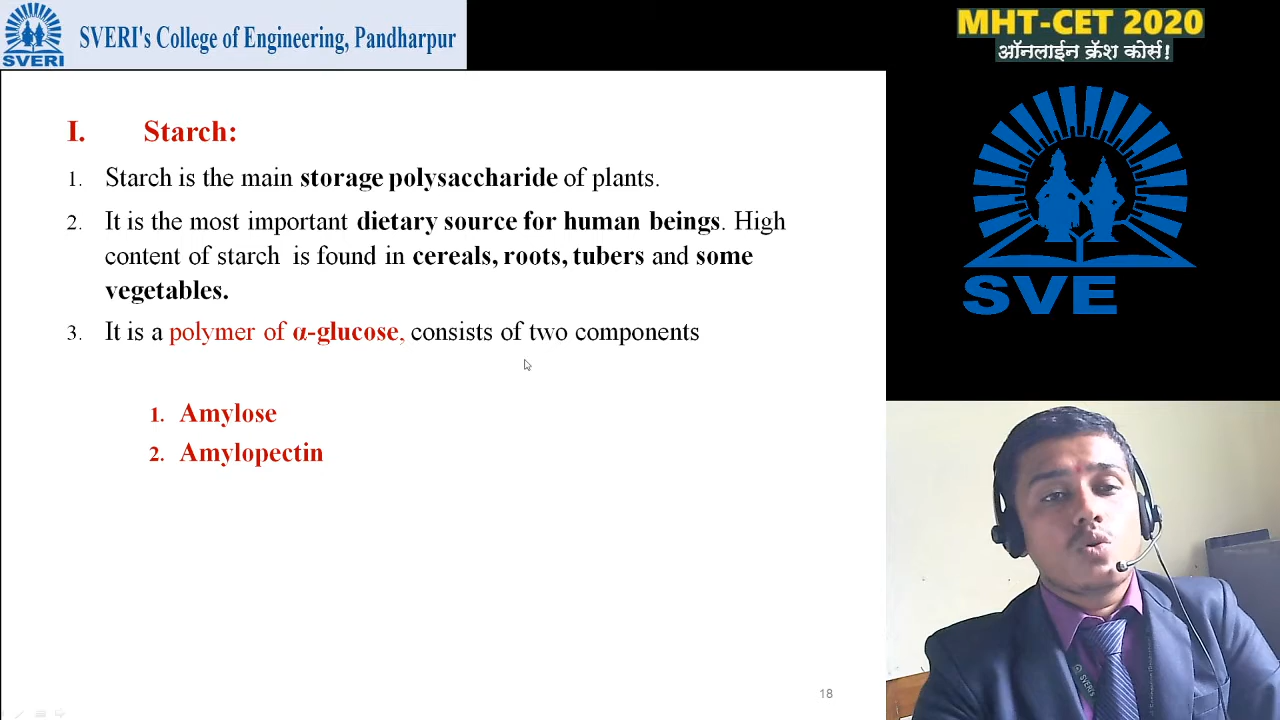 SVERI's College of Engineering, Pandharpur
SVERI
MHT-CET 2020
ऑनलाईन क्रॅश कोर्स!
SVE
I. Starch:
1. Starch is the main storage polysaccharide of plants.
2. It is the most important dietary source for human beings. High
content of starch is found in cereals, roots, tubers and some
vegetables.
3. It is a polymer of α-glucose, consists of two components
1. Amylose
2. Amylopectin
18